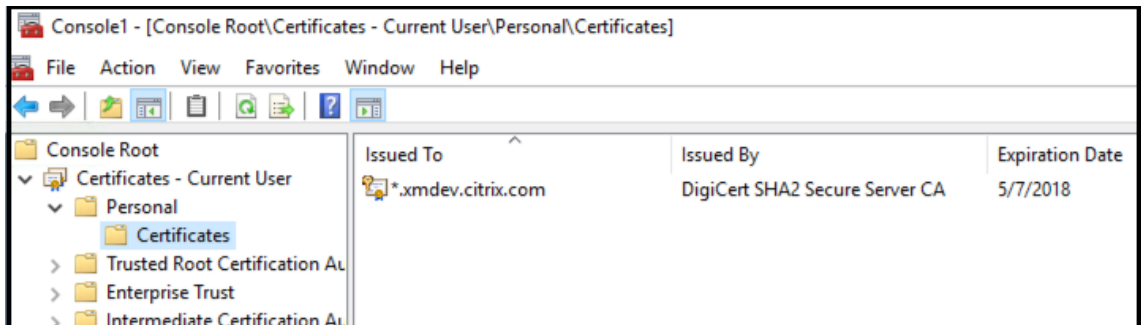 Console1 - [Console Root\Certificates - Current User\Personal\Certificates]
File Action View Favorites Window Help
Console Root
Certificates - Current User
Personal
Certificates
Trusted Root Certification Au
Enterprise Trust
Intermediate Certification Au
Issued To Issued By Expiration Date
*.xmdev.citrix.com DigiCert SHA2 Secure Server CA 5/7/2018